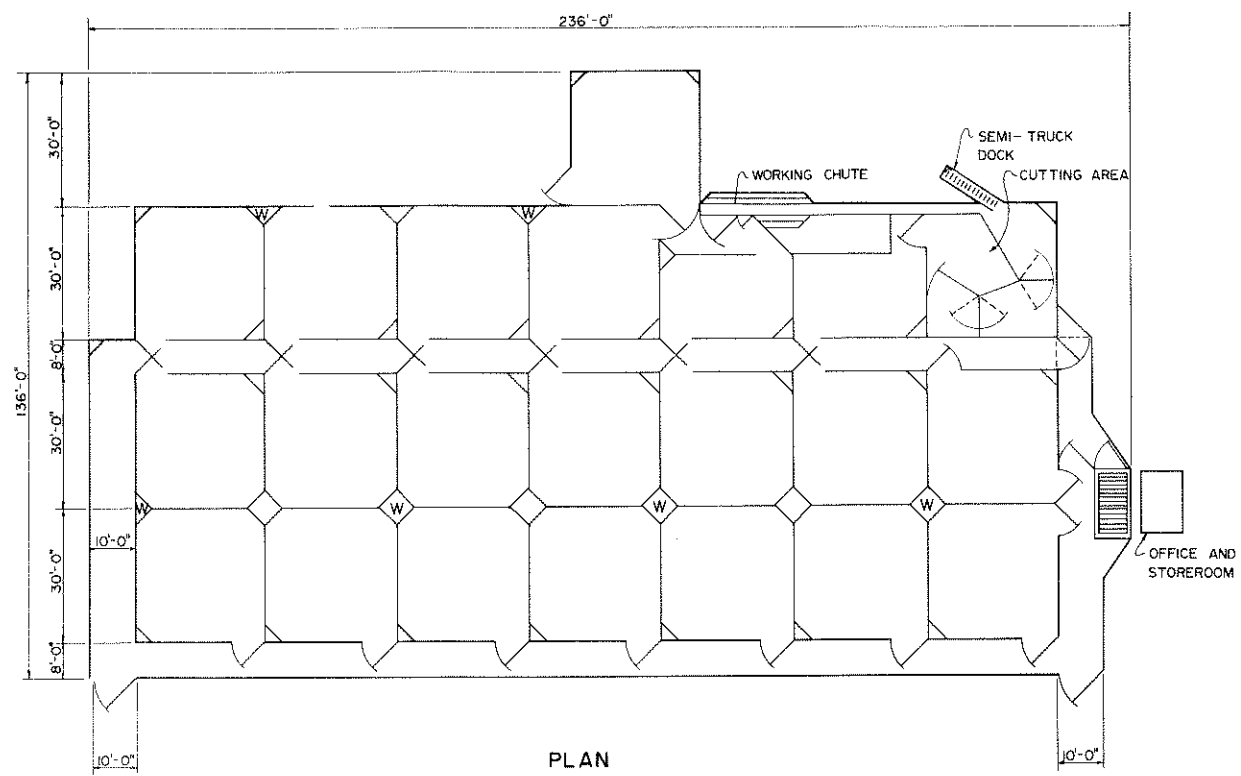 236'-0"
30'-0"
SEMI-TRUCK
DOCK
WORKING CHUTE
CUTTING AREA
W
W
30'-0"
8'-0"
136'-0"
30'-0"
W
W
W
W
10'-0"
OFFICE AND
STOREROOM
30'-0"
8'-0"
10'-0"
10'-0"
PLAN